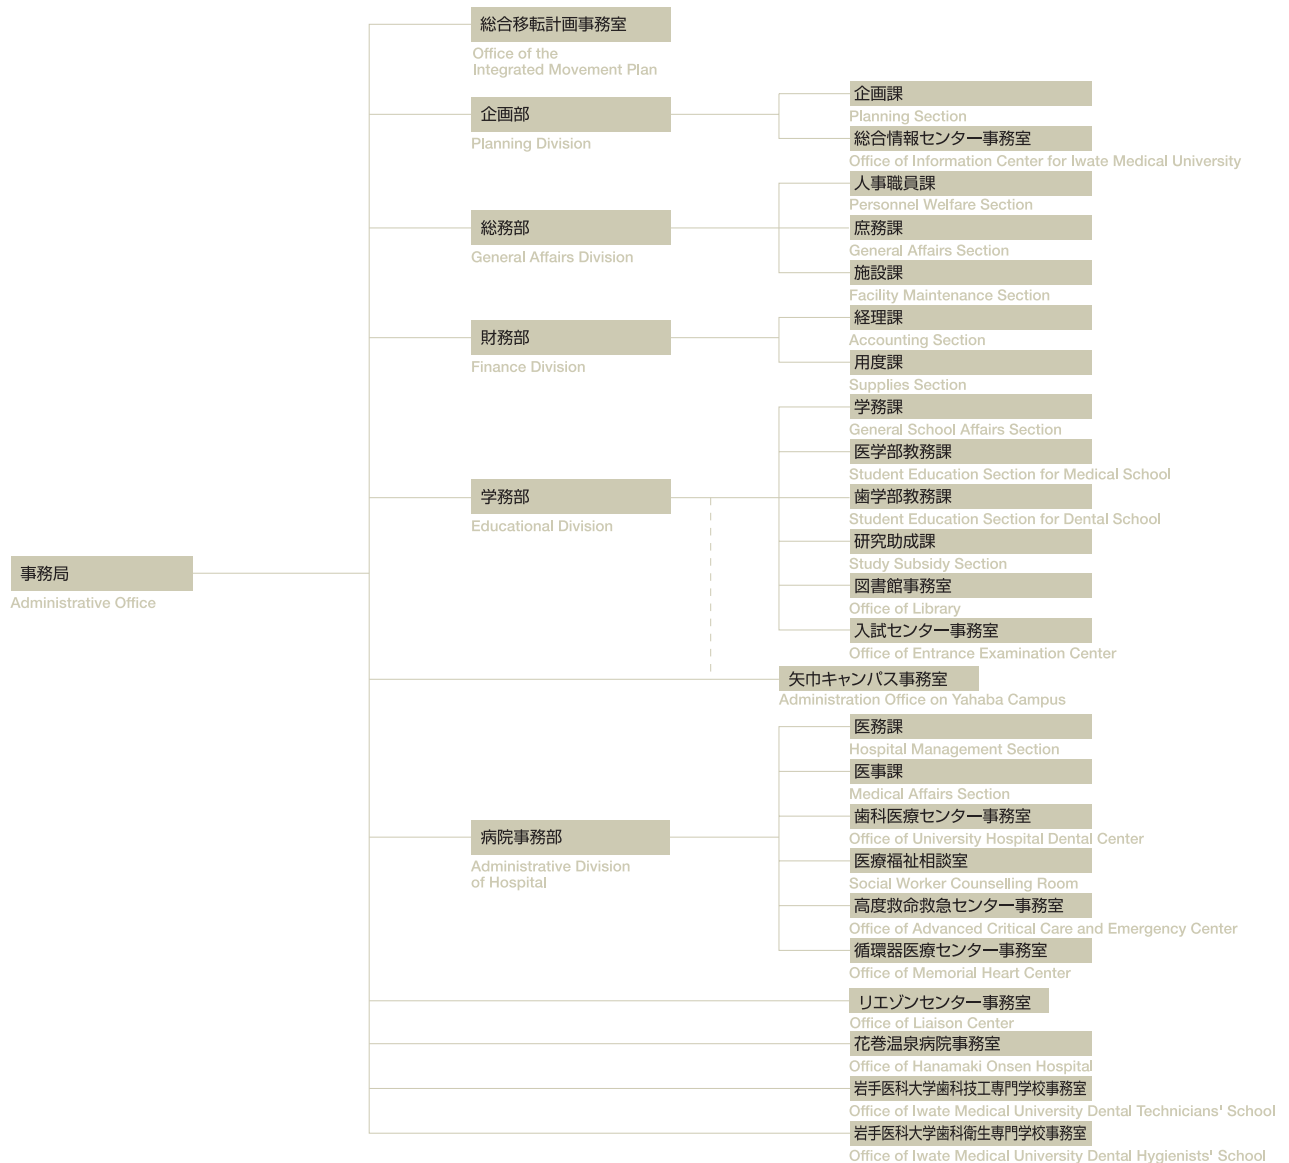 総合移転計画事務室
Office of the
Integrated Movement Plan
企画部
Planning Division
企画課
Planning Section
総合情報センター事務室
Office of Information Center for Iwate Medical University
総務部
General Affairs Division
人事職員課
Personnel Welfare Section
庶務課
General Affairs Section
施設課
Facility Maintenance Section
財務部
Finance Division
経理課
Accounting Section
用度課
Supplies Section
学務部
Educational Division
学務課
General School Affairs Section
医学部教務課
Student Education Section for Medical School
歯学部教務課
Student Education Section for Dental School
研究助成課
Study Subsidy Section
図書館事務室
Office of Library
入試センター事務室
Office of Entrance Examination Center
事務局
Administrative Office
矢巾キャンパス事務室
Administration Office on Yahaba Campus
病院事務部
Administrative Division
of Hospital
医務課
Hospital Management Section
医事課
Medical Affairs Section
歯科医療センター事務室
Office of University Hospital Dental Center
医療福祉相談室
Social Worker Counselling Room
高度救命救急センター事務室
Office of Advanced Critical Care and Emergency Center
循環器医療センター事務室
Office of Memorial Heart Center
リエゾンセンター事務室
Office of Liaison Center
花巻温泉病院事務室
Office of Hanamaki Onsen Hospital
岩手医科大学歯科技工専門学校事務室
Office of Iwate Medical University Dental Technicians' School
岩手医科大学歯科衛生専門学校事務室
Office of Iwate Medical University Dental Hygienists' School